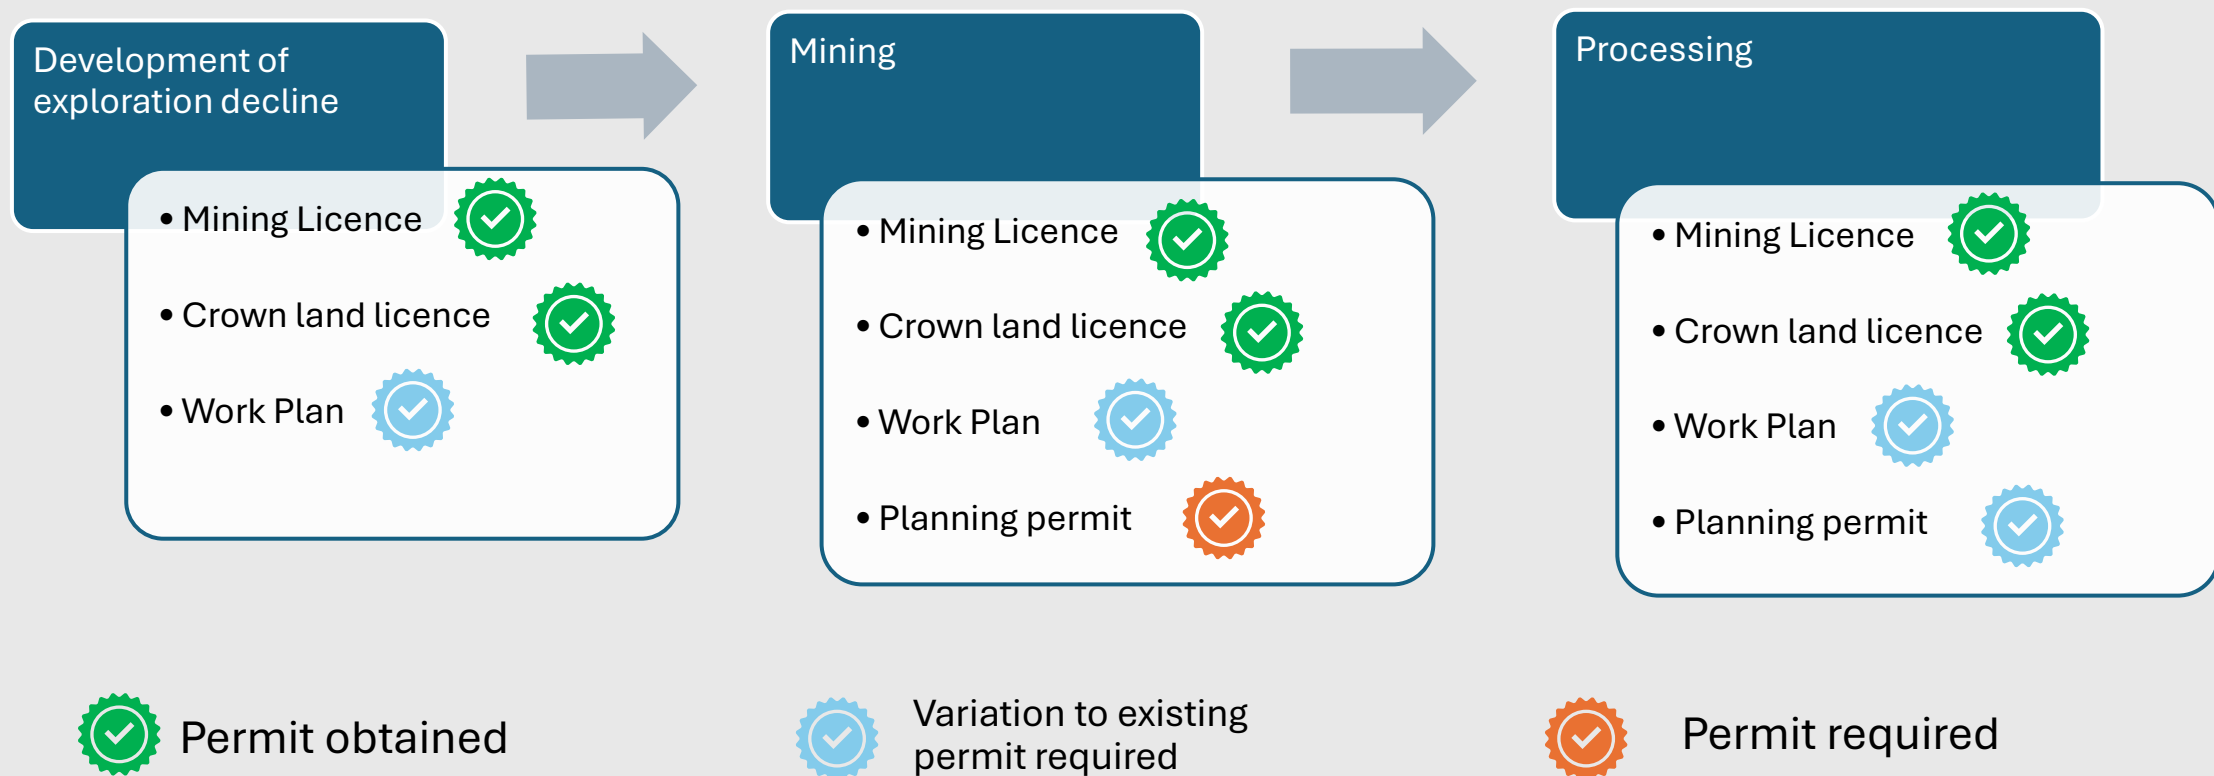 Development of
exploration decline
• Mining Licence
• Crown land licence
• Work Plan
Mining
• Mining Licence
• Crown land licence
• Work Plan
• Planning permit
Processing
• Mining Licence
• Crown land licence
• Work Plan
• Planning permit
Permit obtained
Variation to existing
permit required
Permit required